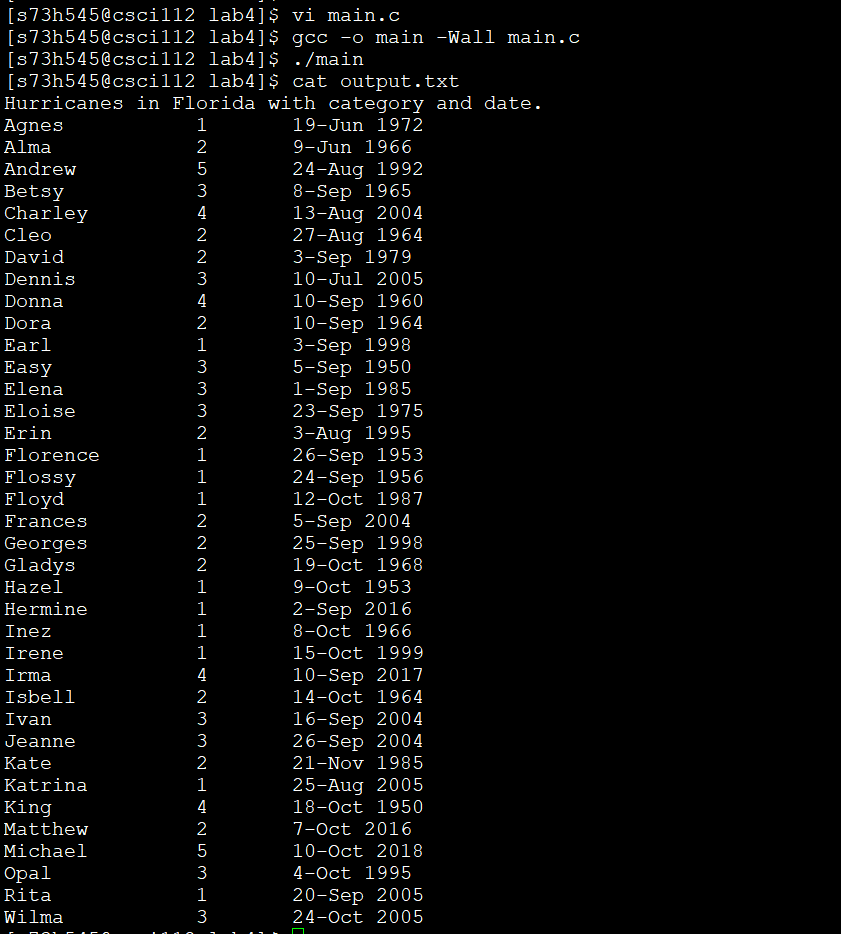 [s73h545@csci112 lab4]$ vi main.c
[s73h545@csci112 lab4]$ gcc -o main -Wall main.c
[s73h545@csci112 lab4]$ ./main
[s73h545@csci112 lab4]$ cat output.txt
Hurricanes in Florida with category and date.
Agnes 1 19-Jun 1972
Alma 2 9-Jun 1966
Andrew 5 24-Aug 1992
Betsy 3 8-Sep 1965
Charley 4 13-Aug 2004
Cleo 2 27-Aug 1964
David 2 3-Sep 1979
Dennis 3 10-Jul 2005
Donna 4 10-Sep 1960
Dora 2 10-Sep 1964
Earl 1 3-Sep 1998
Easy 3 5-Sep 1950
Elena 3 1-Sep 1985
Eloise 3 23-Sep 1975
Erin 2 3-Aug 1995
Florence 1 26-Sep 1953
Flossy 1 24-Sep 1956
Floyd 1 12-Oct 1987
Frances 2 5-Sep 2004
Georges 2 25-Sep 1998
Gladys 2 19-Oct 1968
Hazel 1 9-Oct 1953
Hermine 1 2-Sep 2016
Inez 1 8-Oct 1966
Irene 1 15-Oct 1999
Irma 4 10-Sep 2017
Isbell 2 14-Oct 1964
Ivan 3 16-Sep 2004
Jeanne 3 26-Sep 2004
Kate 2 21-Nov 1985
Katrina 1 25-Aug 2005
King 4 18-Oct 1950
Matthew 2 7-Oct 2016
Michael 5 10-Oct 2018
Opal 3 4-Oct 1995
Rita 1 20-Sep 2005
Wilma 3 24-Oct 2005
[s73h545@csci112 lab4]$